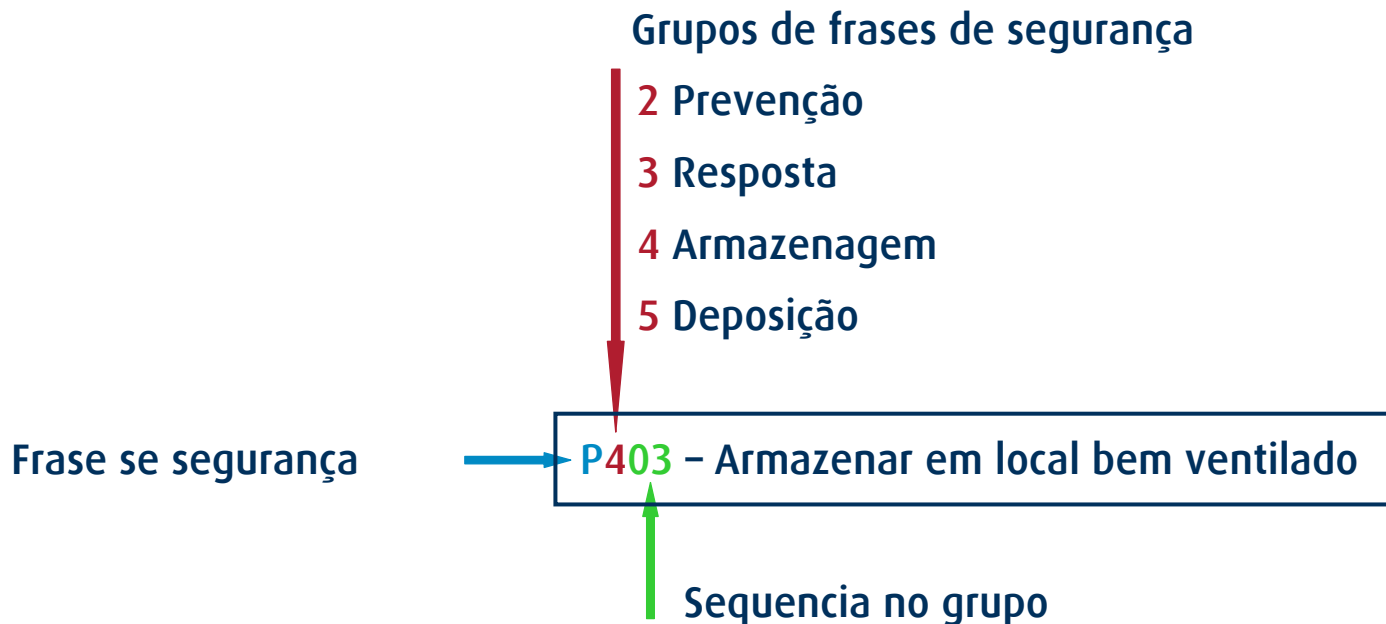 Grupos de frases de segurança
2 Prevenção
3 Resposta
4 Armazenagem
5 Deposição
Frase se segurança
P403 – Armazenar em local bem ventilado
Sequencia no grupo